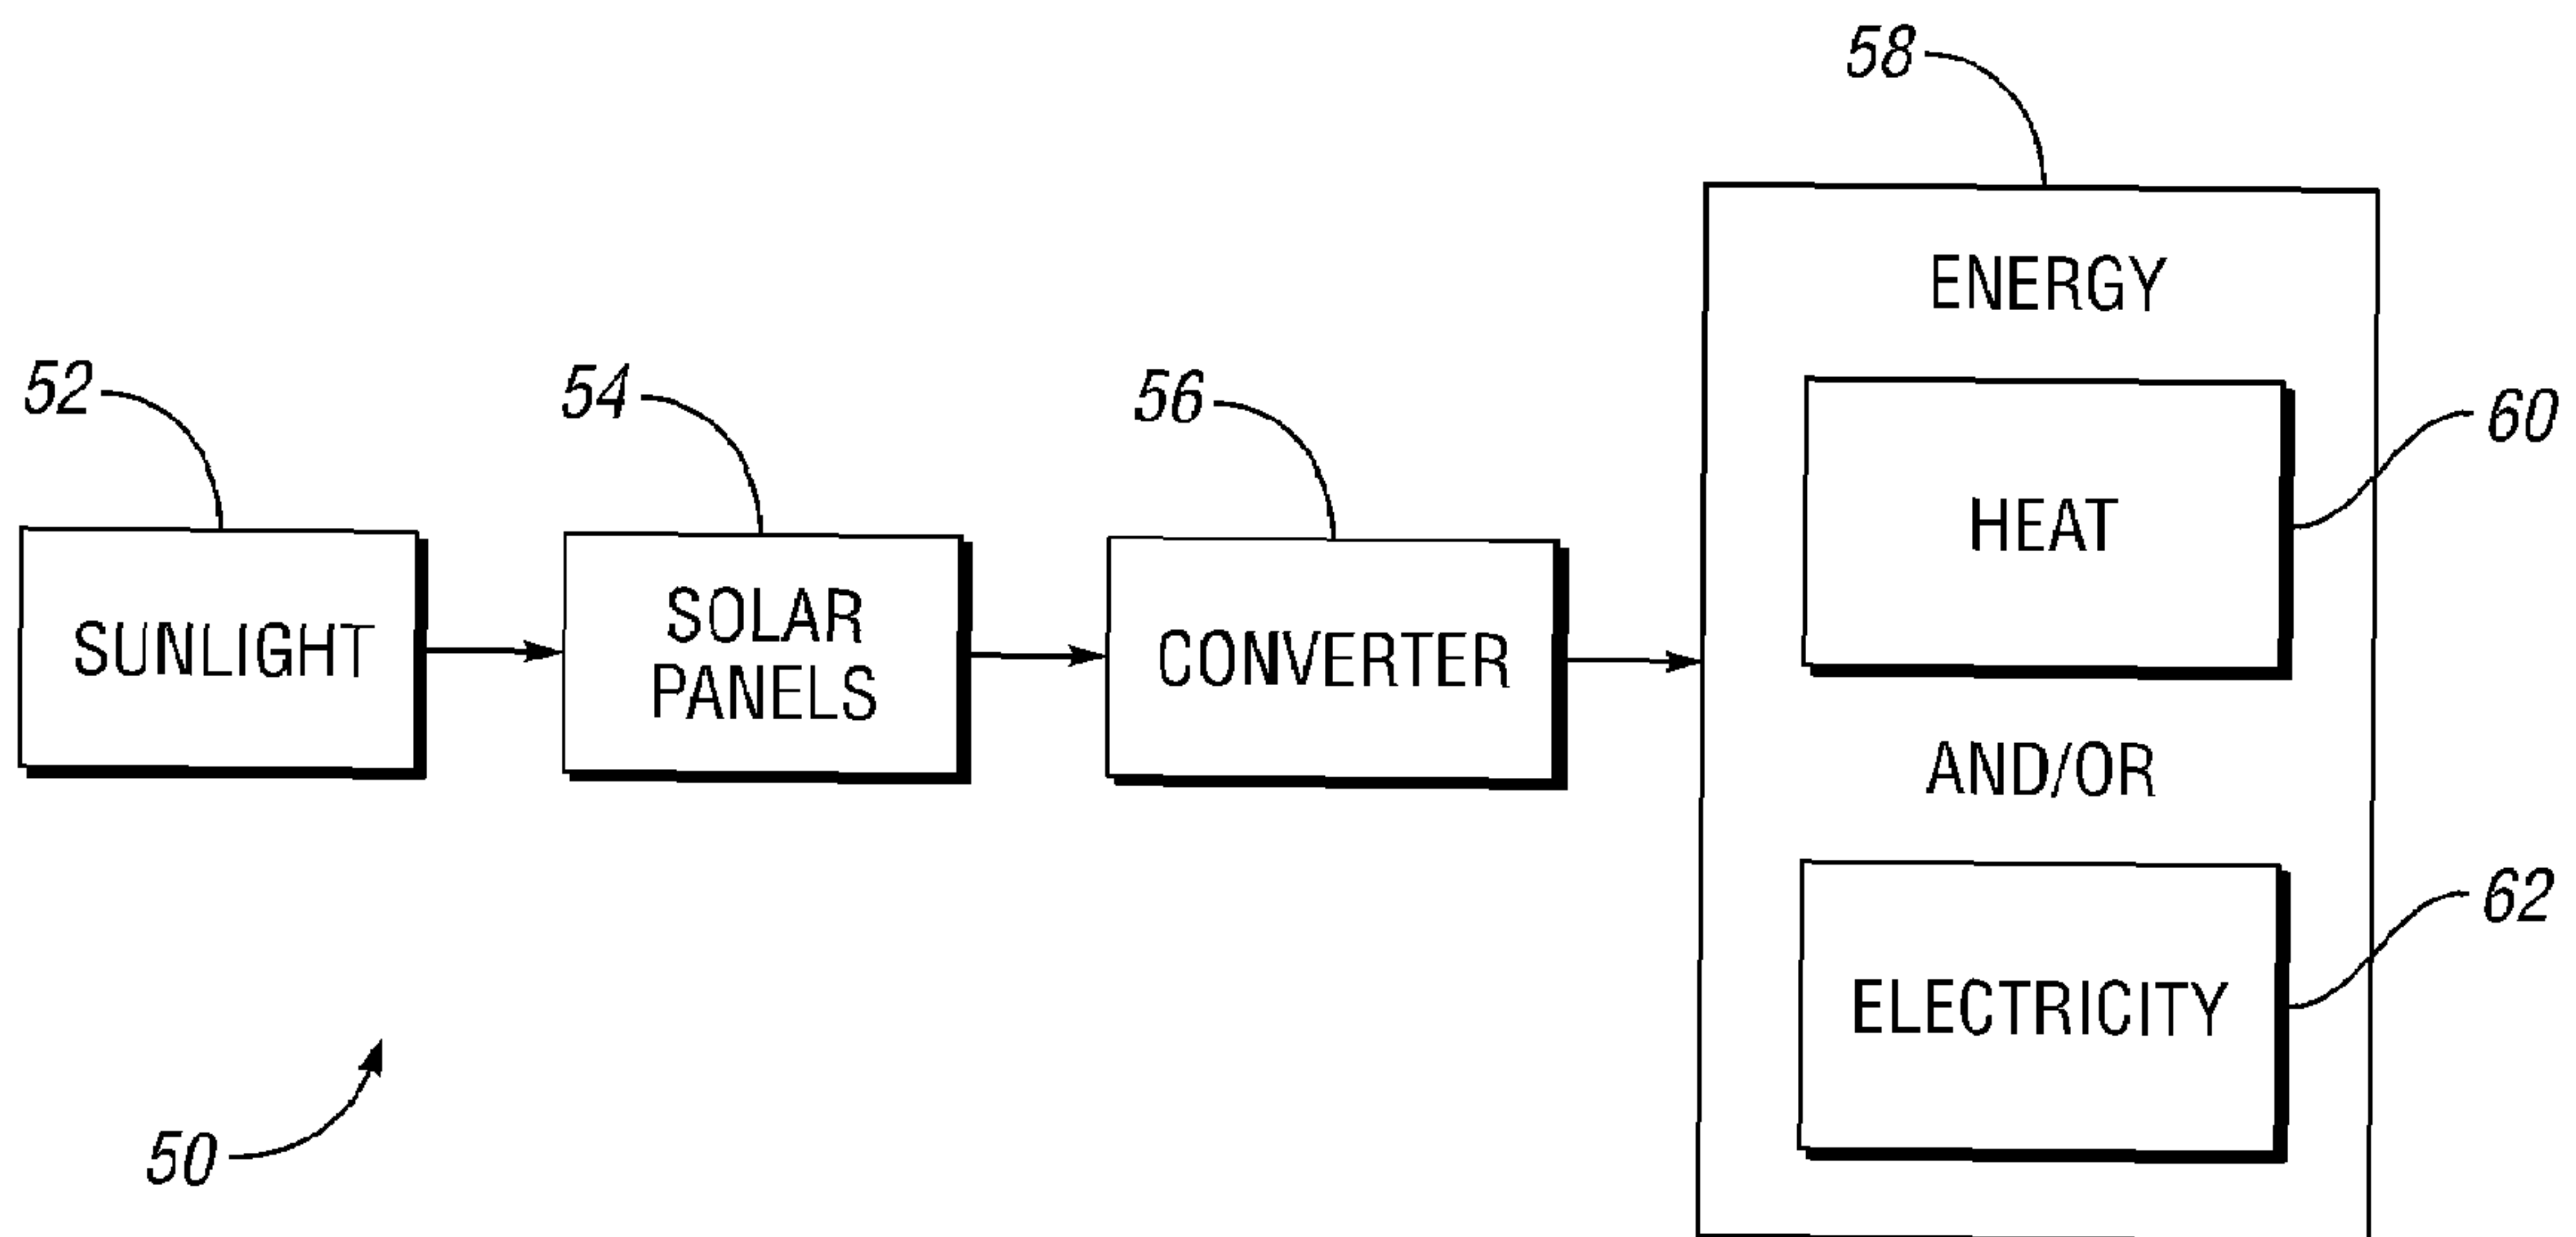 58
ENERGY
52
54
56
60
HEAT
SUNLIGHT
SOLAR
PANELS
CONVERTER
AND/OR
62
ELECTRICITY
50